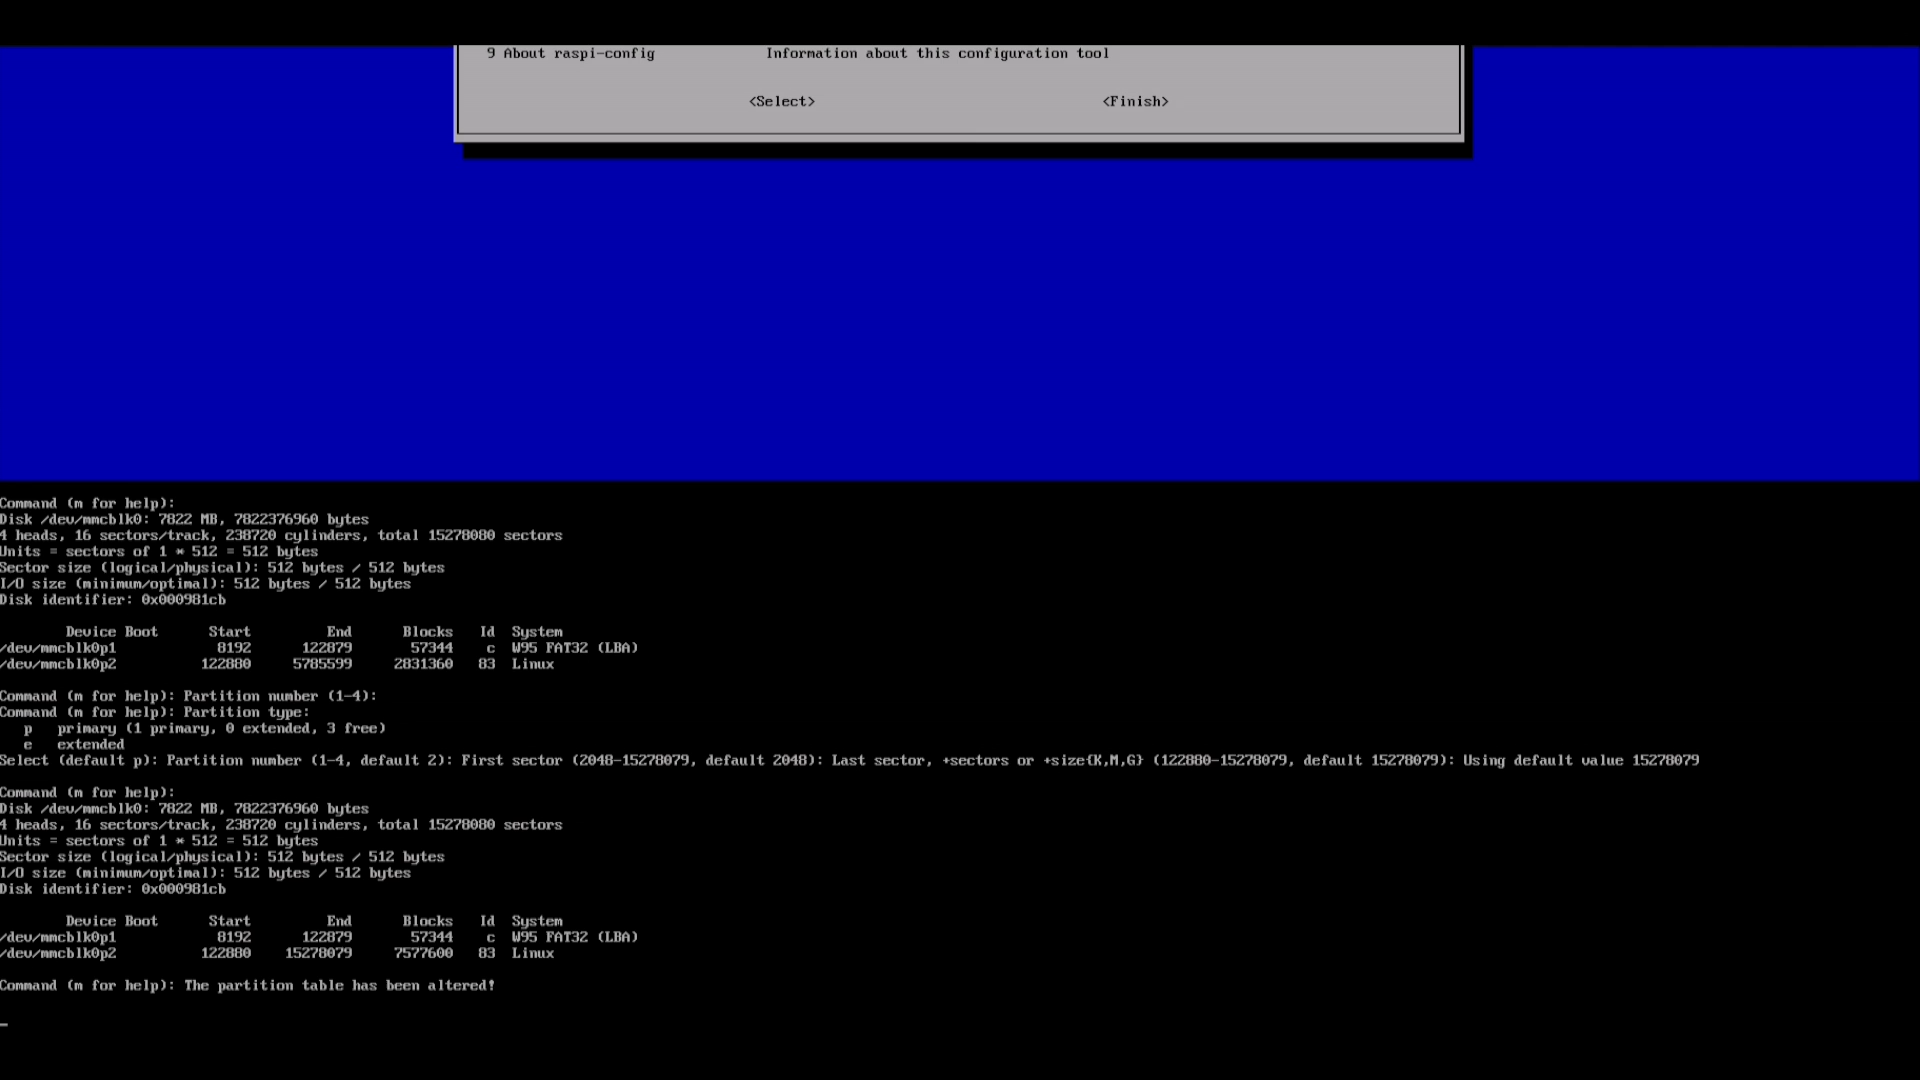 9 About raspi-config Information about this configuration tool
<Select> <Finish>
Command (m for help):
Disk /dev/mmcblk0: 7822 MB, 7822376960 bytes
4 heads, 16 sectors/track, 238720 cylinders, total 15278080 sectors
Units = sectors of 1 * 512 = 512 bytes
Sector size (logical/physical): 512 bytes / 512 bytes
I/O size (minimum/optimal): 512 bytes / 512 bytes
Disk identifier: 0x000981cb
Device Boot Start End Blocks Id System
/dev/mmcblk0p1 8192 122879 57344 c W95 FAT32 (LBA)
/dev/mmcblk0p2 122880 5785599 2831360 83 Linux
Command (m for help): Partition number (1-4):
Command (m for help): Partition type:
p primary (1 primary, 0 extended, 3 free)
e extended
Select (default p): Partition number (1-4, default 2): First sector (2048-15278079, default 2048): Last sector, +sectors or +size{K,M,G} (122880-15278079, default 15278079): Using default value 15278079
Command (m for help):
Disk /dev/mmcblk0: 7822 MB, 7822376960 bytes
4 heads, 16 sectors/track, 238720 cylinders, total 15278080 sectors
Units = sectors of 1 * 512 = 512 bytes
Sector size (logical/physical): 512 bytes / 512 bytes
I/O size (minimum/optimal): 512 bytes / 512 bytes
Disk identifier: 0x000981cb
Device Boot Start End Blocks Id System
/dev/mmcblk0p1 8192 122879 57344 c W95 FAT32 (LBA)
/dev/mmcblk0p2 122880 15278079 7577600 83 Linux
Command (m for help): The partition table has been altered!